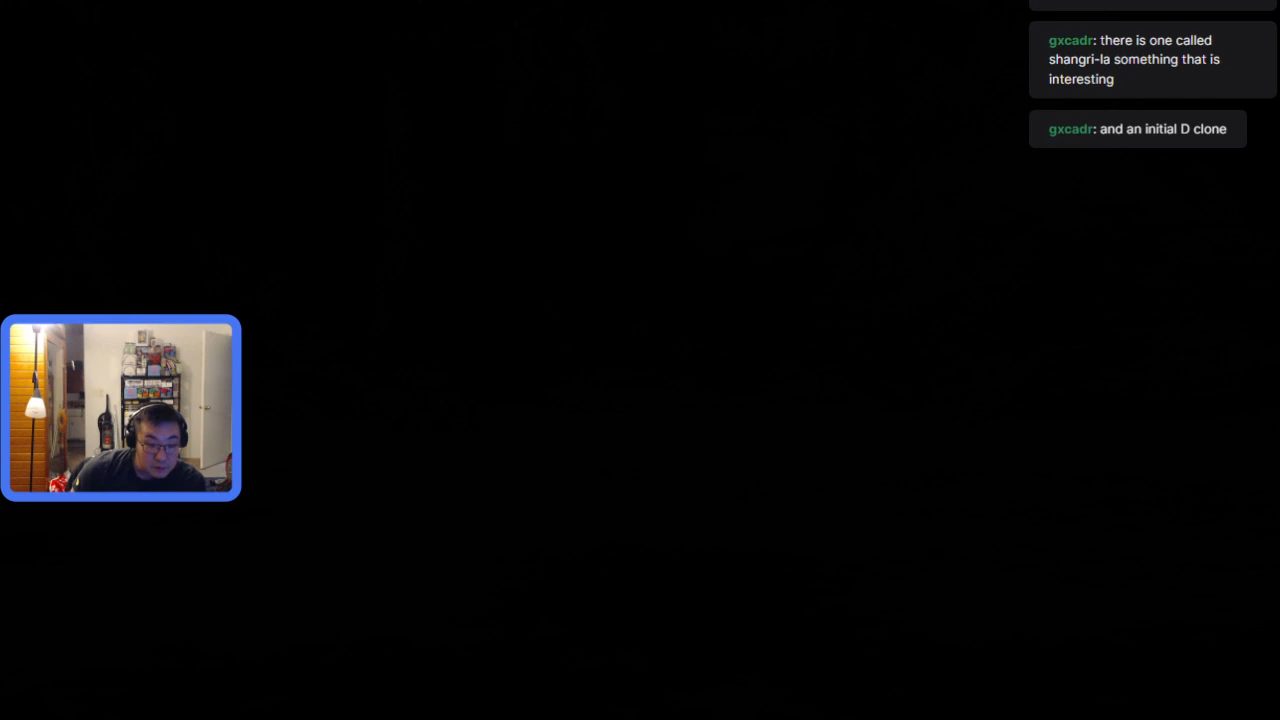 gxcadr: there is one called
shangri-la something that is
interesting
gxcadr: and an initial D clone